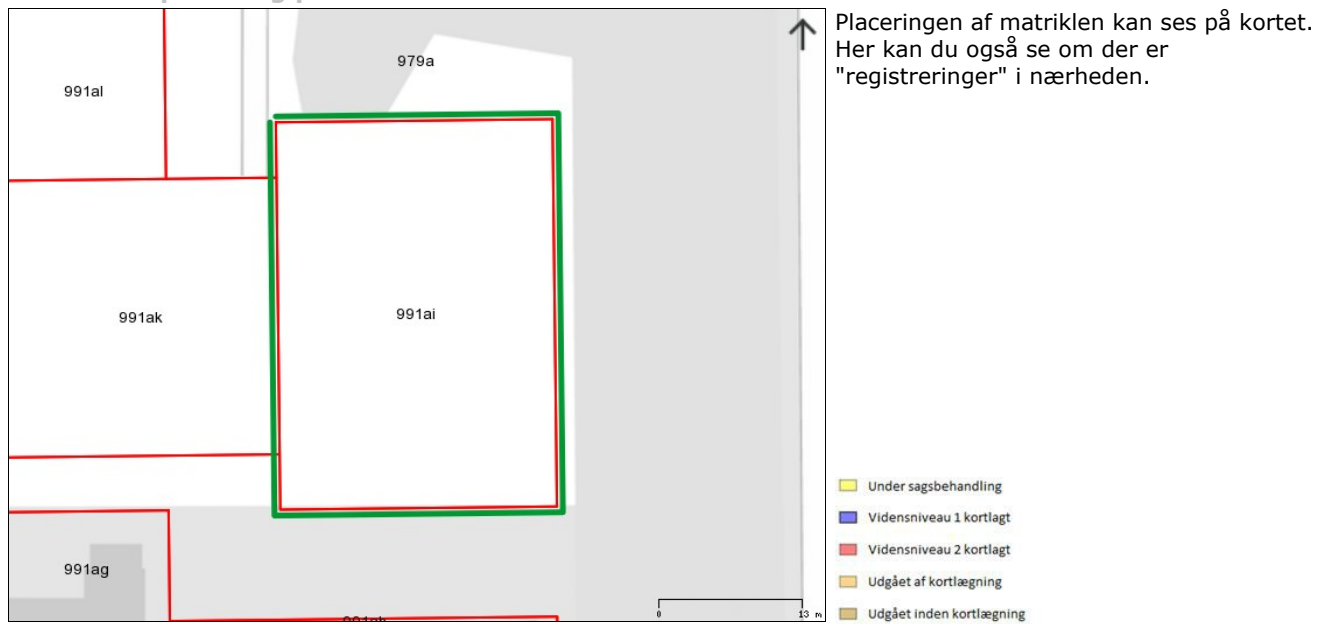 Placeringen af matriklen kan ses på kortet.
Her kan du også se om der er
"registreringer" i nærheden.
979a
991al
991ak
991ai
991ag
0
13 m
Under sagsbehandling
Vidensniveau 1 kortlagt
Vidensniveau 2 kortlagt
Udgået af kortlægning
Udgået inden kortlægning